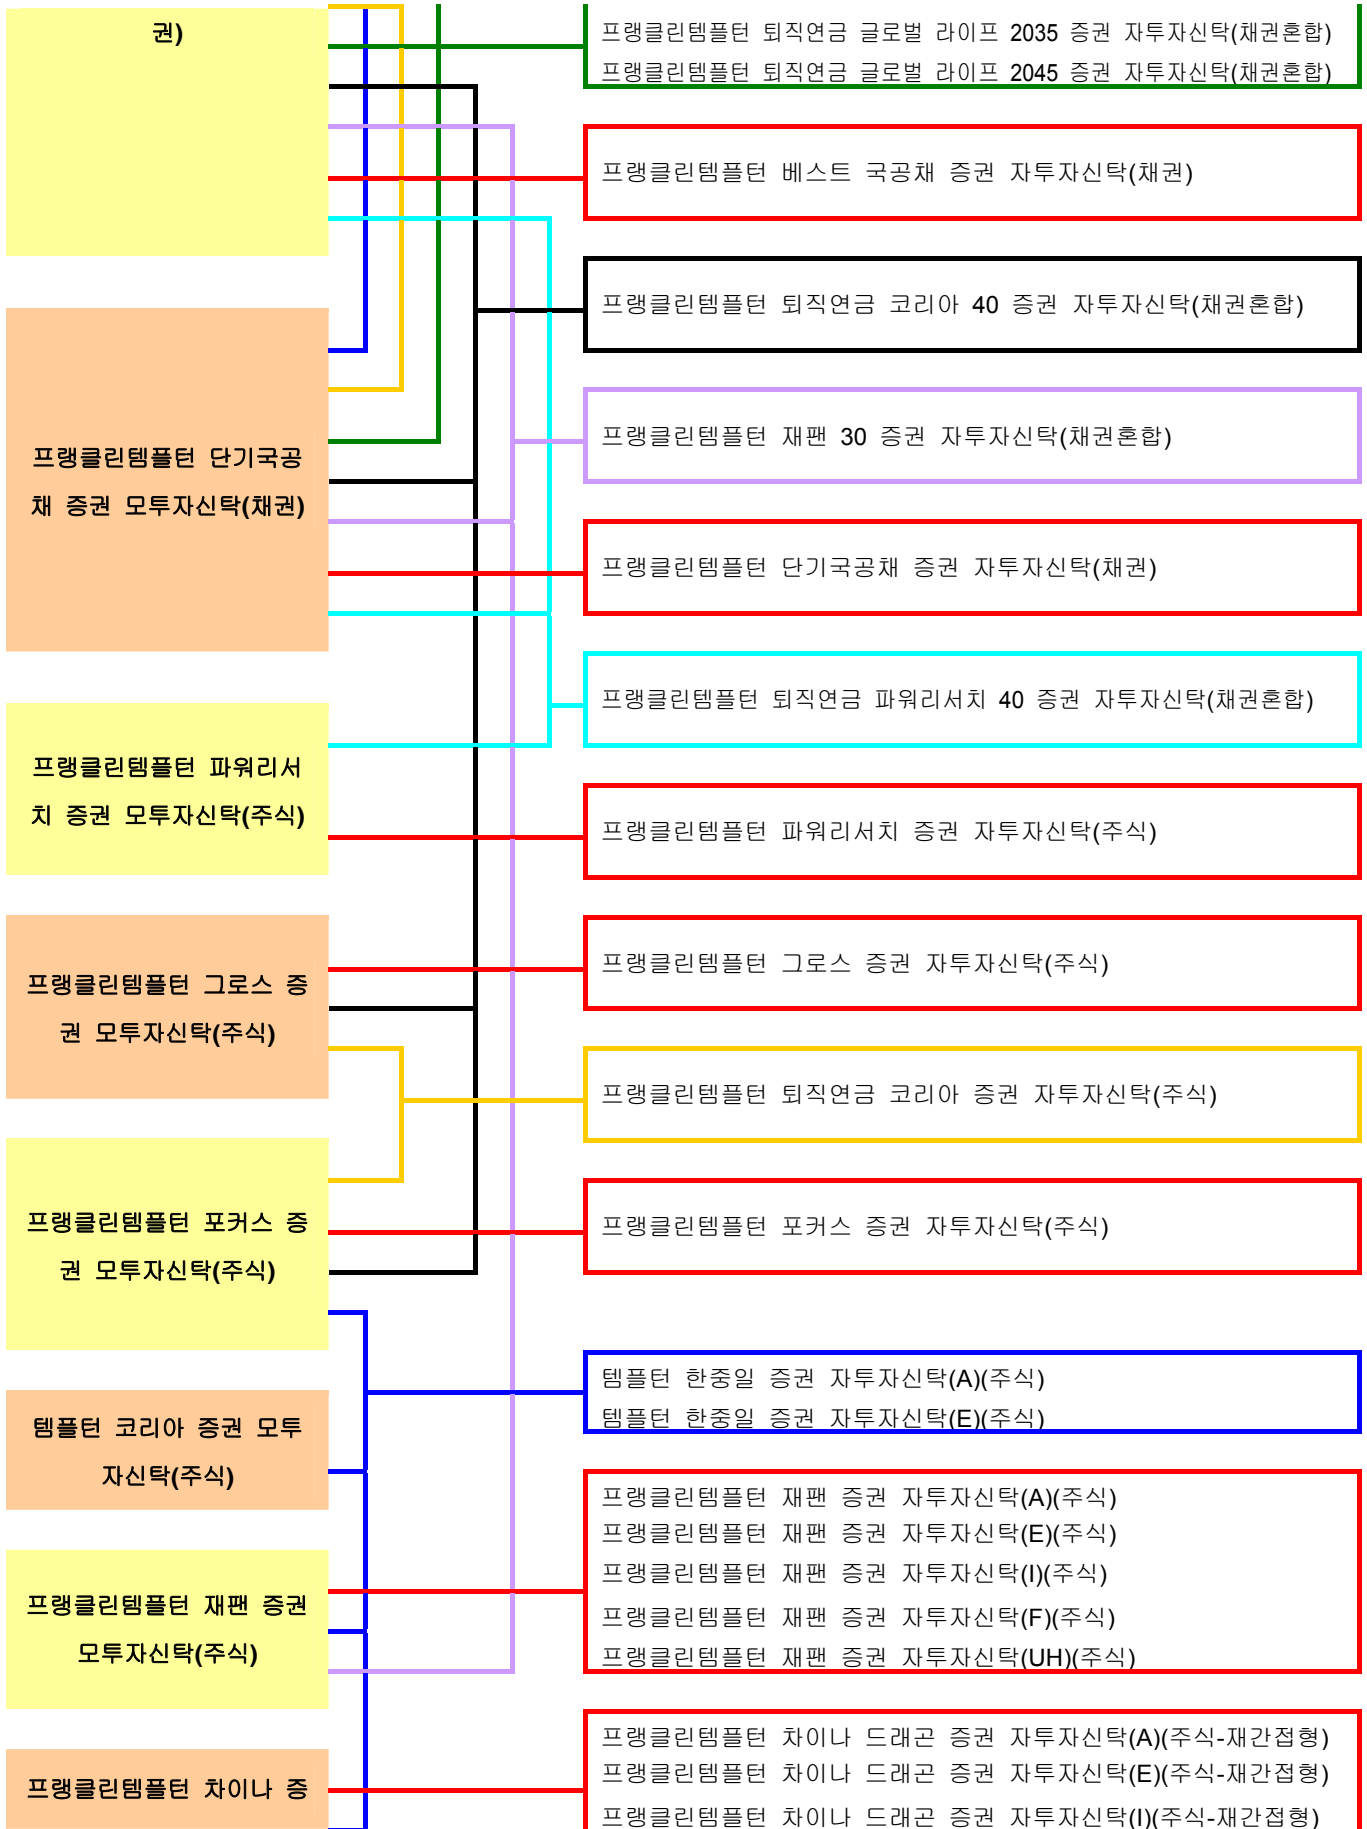 권)
프랭클린템플턴 퇴직연금 글로벌 라이프 2035 증권 자투자신탁(채권혼합)
프랭클린템플턴 퇴직연금 글로벌 라이프 2045 증권 자투자신탁(채권혼합)
프랭클린템플턴 베스트 국공채 증권 자투자신탁(채권)
프랭클린템플턴 퇴직연금 코리아 40 증권 자투자신탁(채권혼합)
프랭클린템플턴 재팬 30 증권 자투자신탁(채권혼합)
프랭클린템플턴 단기국공
채 증권 모투자신탁(채권)
프랭클린템플턴 단기국공채 증권 자투자신탁(채권)
프랭클린템플턴 퇴직연금 파워리서치 40 증권 자투자신탁(채권혼합)
프랭클린템플턴 파워리서
치 증권 모투자신탁(주식)
프랭클린템플턴 파워리서치 증권 자투자신탁(주식)
프랭클린템플턴 그로스 증
권 모투자신탁(주식)
프랭클린템플턴 그로스 증권 자투자신탁(주식)
프랭클린템플턴 퇴직연금 코리아 증권 자투자신탁(주식)
프랭클린템플턴 포커스 증
권 모투자신탁(주식)
프랭클린템플턴 포커스 증권 자투자신탁(주식)
템플턴 한중일 증권 자투자신탁(A)(주식)
템플턴 한중일 증권 자투자신탁(E)(주식)
템플턴 코리아 증권 모투
자신탁(주식)
프랭클린템플턴 재팬 증권 자투자신탁(A)(주식)
프랭클린템플턴 재팬 증권 자투자신탁(E)(주식)
프랭클린템플턴 재팬 증권 자투자신탁(I)(주식)
프랭클린템플턴 재팬 증권 자투자신탁(F)(주식)
프랭클린템플턴 재팬 증권 자투자신탁(UH)(주식)
프랭클린템플턴 재팬 증권
모투자신탁(주식)
프랭클린템플턴 차이나 증
프랭클린템플턴 차이나 드래곤 증권 자투자신탁(A)(주식-재간접형)
프랭클린템플턴 차이나 드래곤 증권 자투자신탁(E)(주식-재간접형)
프랭클린템플턴 차이나 드래곤 증권 자투자신탁(I)(주식-재간접형)